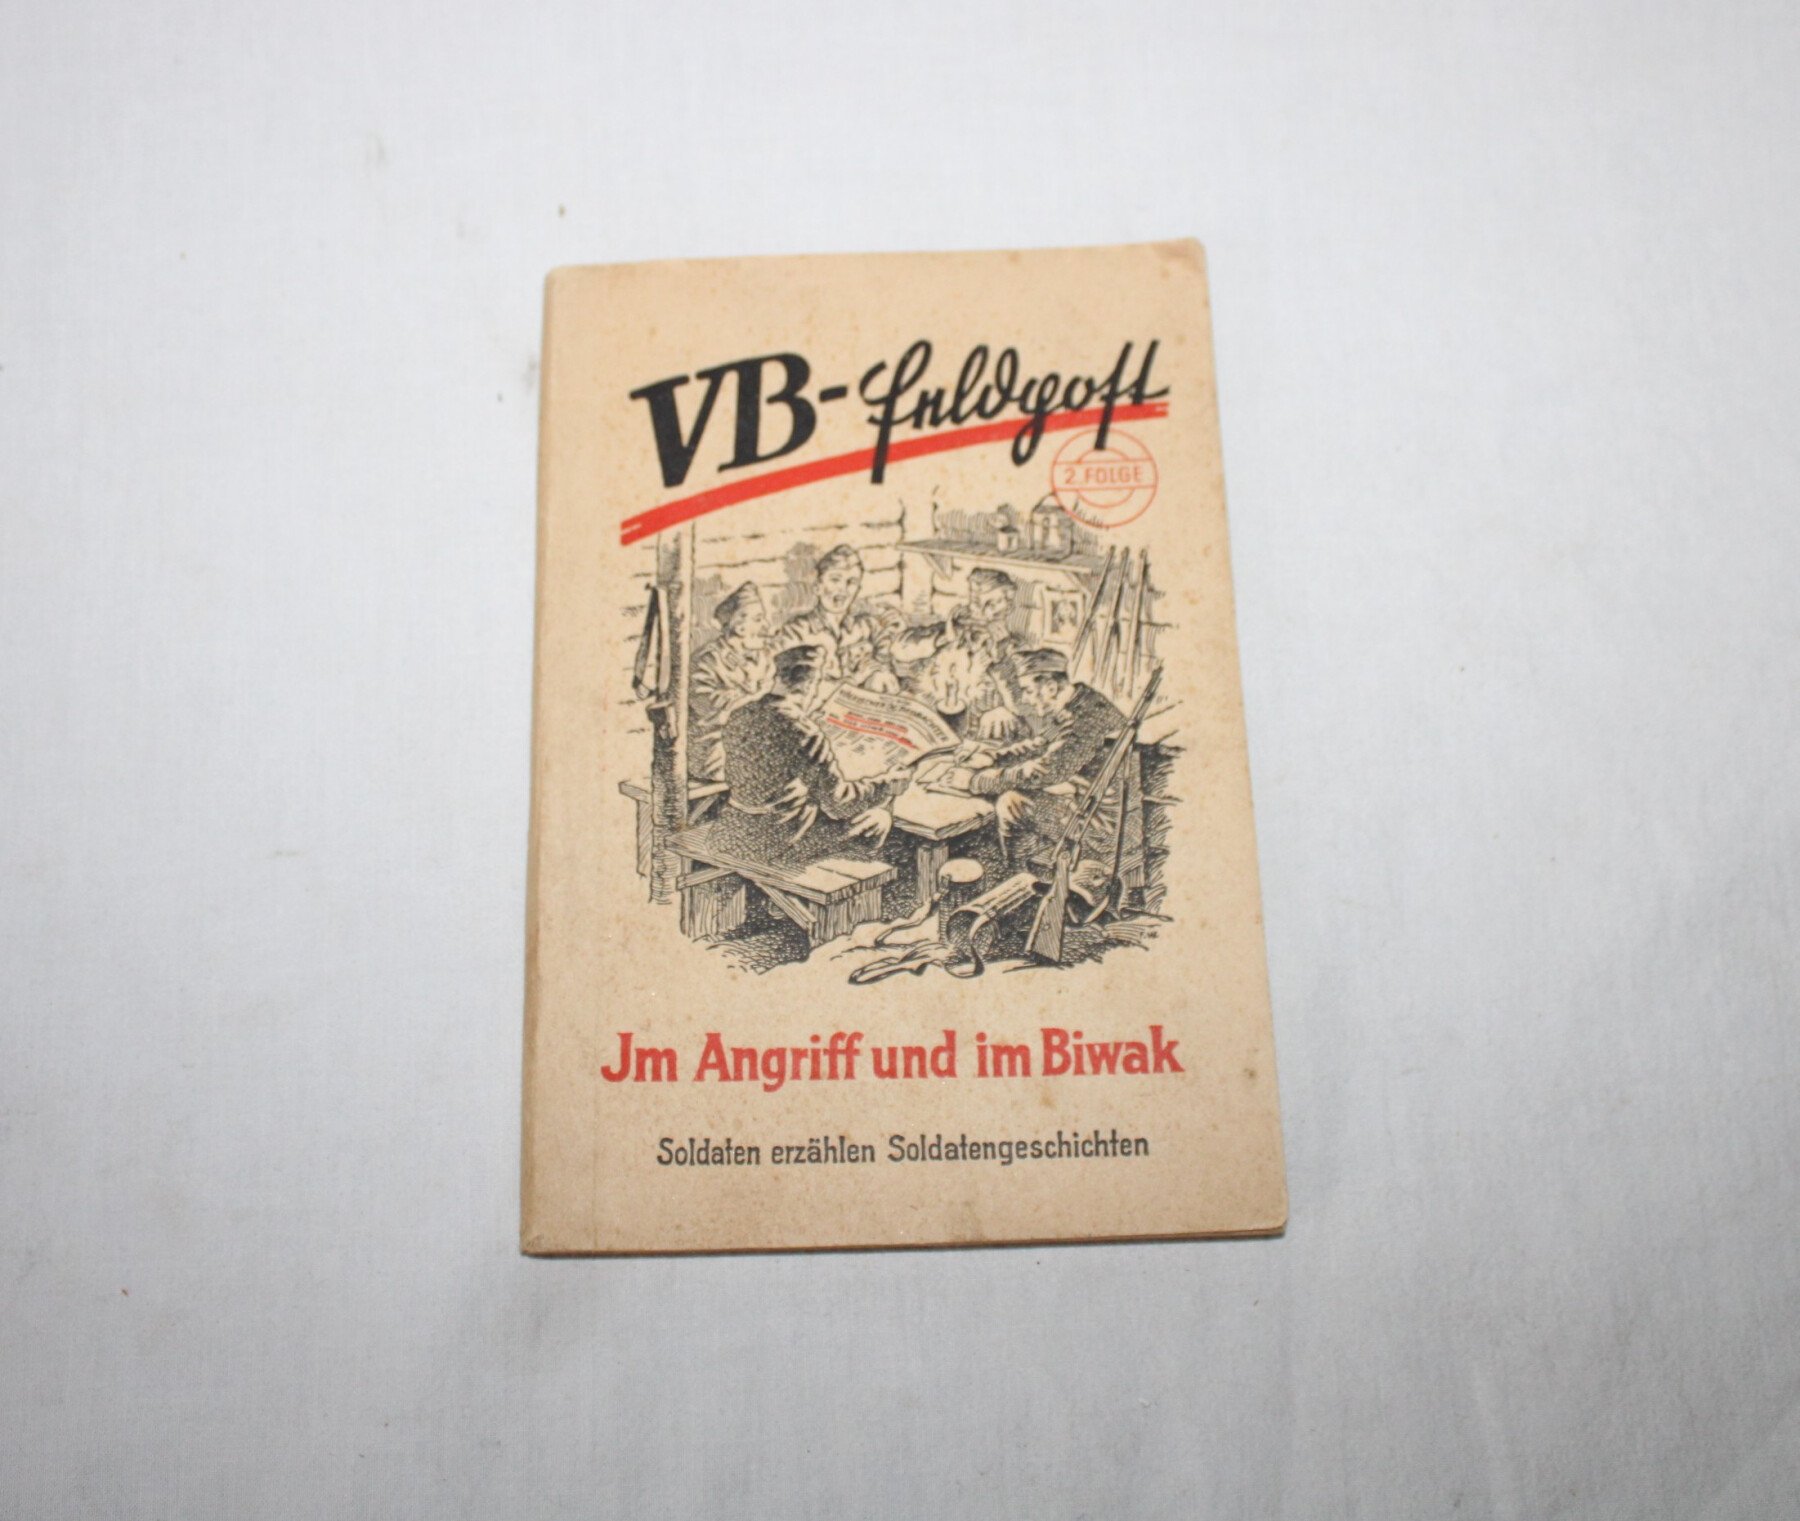 VB-Feldpost
2. FOLGE
Jm Angriff und im Biwak
Soldaten erzählen Soldatengeschichten